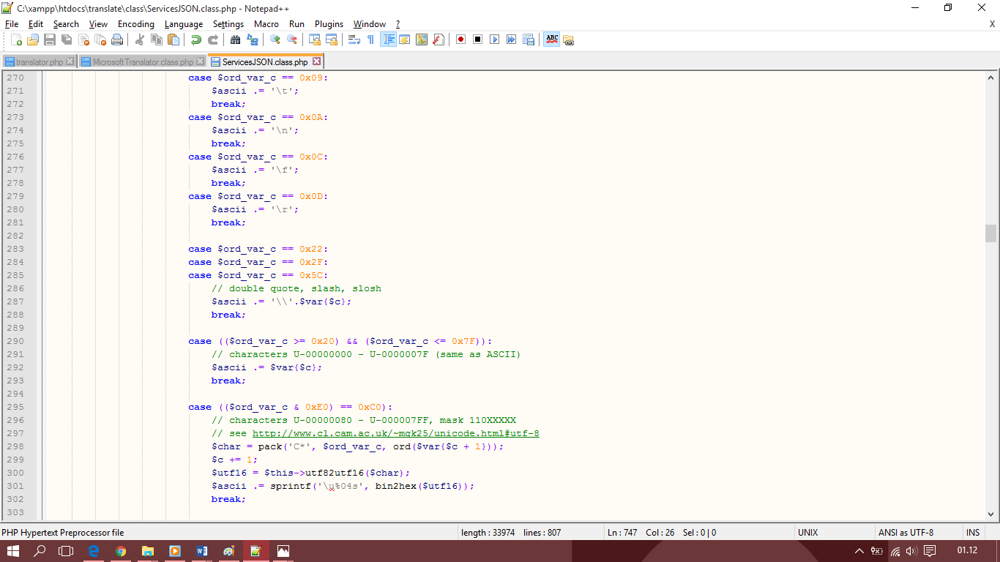 C:\xampp\htdocs\translate\class\ServicesJSON.class.php - Notepad++
File Edit Search View Encoding Language Settings Macro Run Plugins Window ? X
ABC
translator.php MicrosoftTranslator.class.php ServicesJSON.class.php
270 case $ord_var_c == 0x09:
271 $ascii .= '\t';
272 break;
273 case $ord_var_c == 0x0A:
274 $ascii .= '\n';
275 break;
276 case $ord_var_c == 0x0C:
277 $ascii .= '\f';
278 break;
279 case $ord_var_c == 0x0D:
280 $ascii .= '\r';
281 break;
282
283 case $ord_var_c == 0x22:
284 case $ord_var_c == 0x2F:
285 case $ord_var_c == 0x5C:
286 // double quote, slash, slosh
287 $ascii .= '\\'.$var{$c};
288 break;
289
290 case (($ord_var_c >= 0x20) && ($ord_var_c <= 0x7F)):
291 // characters U-00000000 - U-0000007F (same as ASCII)
292 $ascii .= $var{$c};
293 break;
294
295 case (($ord_var_c & 0xE0) == 0xC0):
296 // characters U-00000080 - U-000007FF, mask 110XXXXX
297 // see http://www.cl.cam.ac.uk/~mgk25/unicode.html#utf-8
298 $char = pack('C*', $ord_var_c, ord($var{$c + 1}));
299 $c += 1;
300 $utf16 = $this->utf82utf16($char);
301 $ascii .= sprintf('\u%04s', bin2hex($utf16));
302 break;
303
PHP Hypertext Preprocessor file length : 33974 lines : 807 Ln : 747 Col : 26 Sel : 0 | 0 UNIX ANSI as UTF-8 INS
01.12